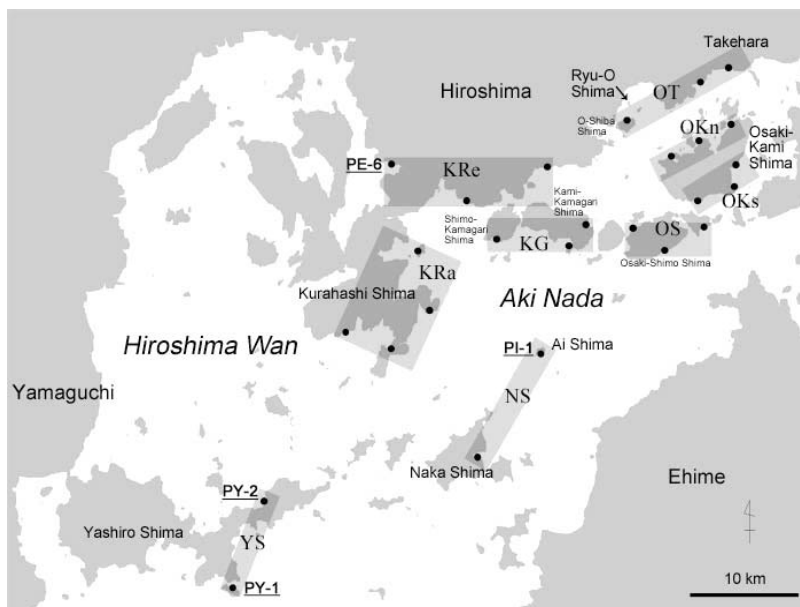 Takehara
Hiroshima
Ryu-O
Shima
OT
O-Shiba
Shima
OKn
Osaki-
Kami
Shima
PE-6
KRe
Kami-
Kamagari
Shima
OKs
Shimo-
Kamagari
Shima
KG
OS
Osaki-Shimo Shima
KRa
Kurahashi Shima
Aki Nada
Hiroshima Wan
PI-1
Ai Shima
Yamaguchi
NS
Naka Shima
Ehime
PY-2
Yashiro Shima
YS
PY-1
10 km